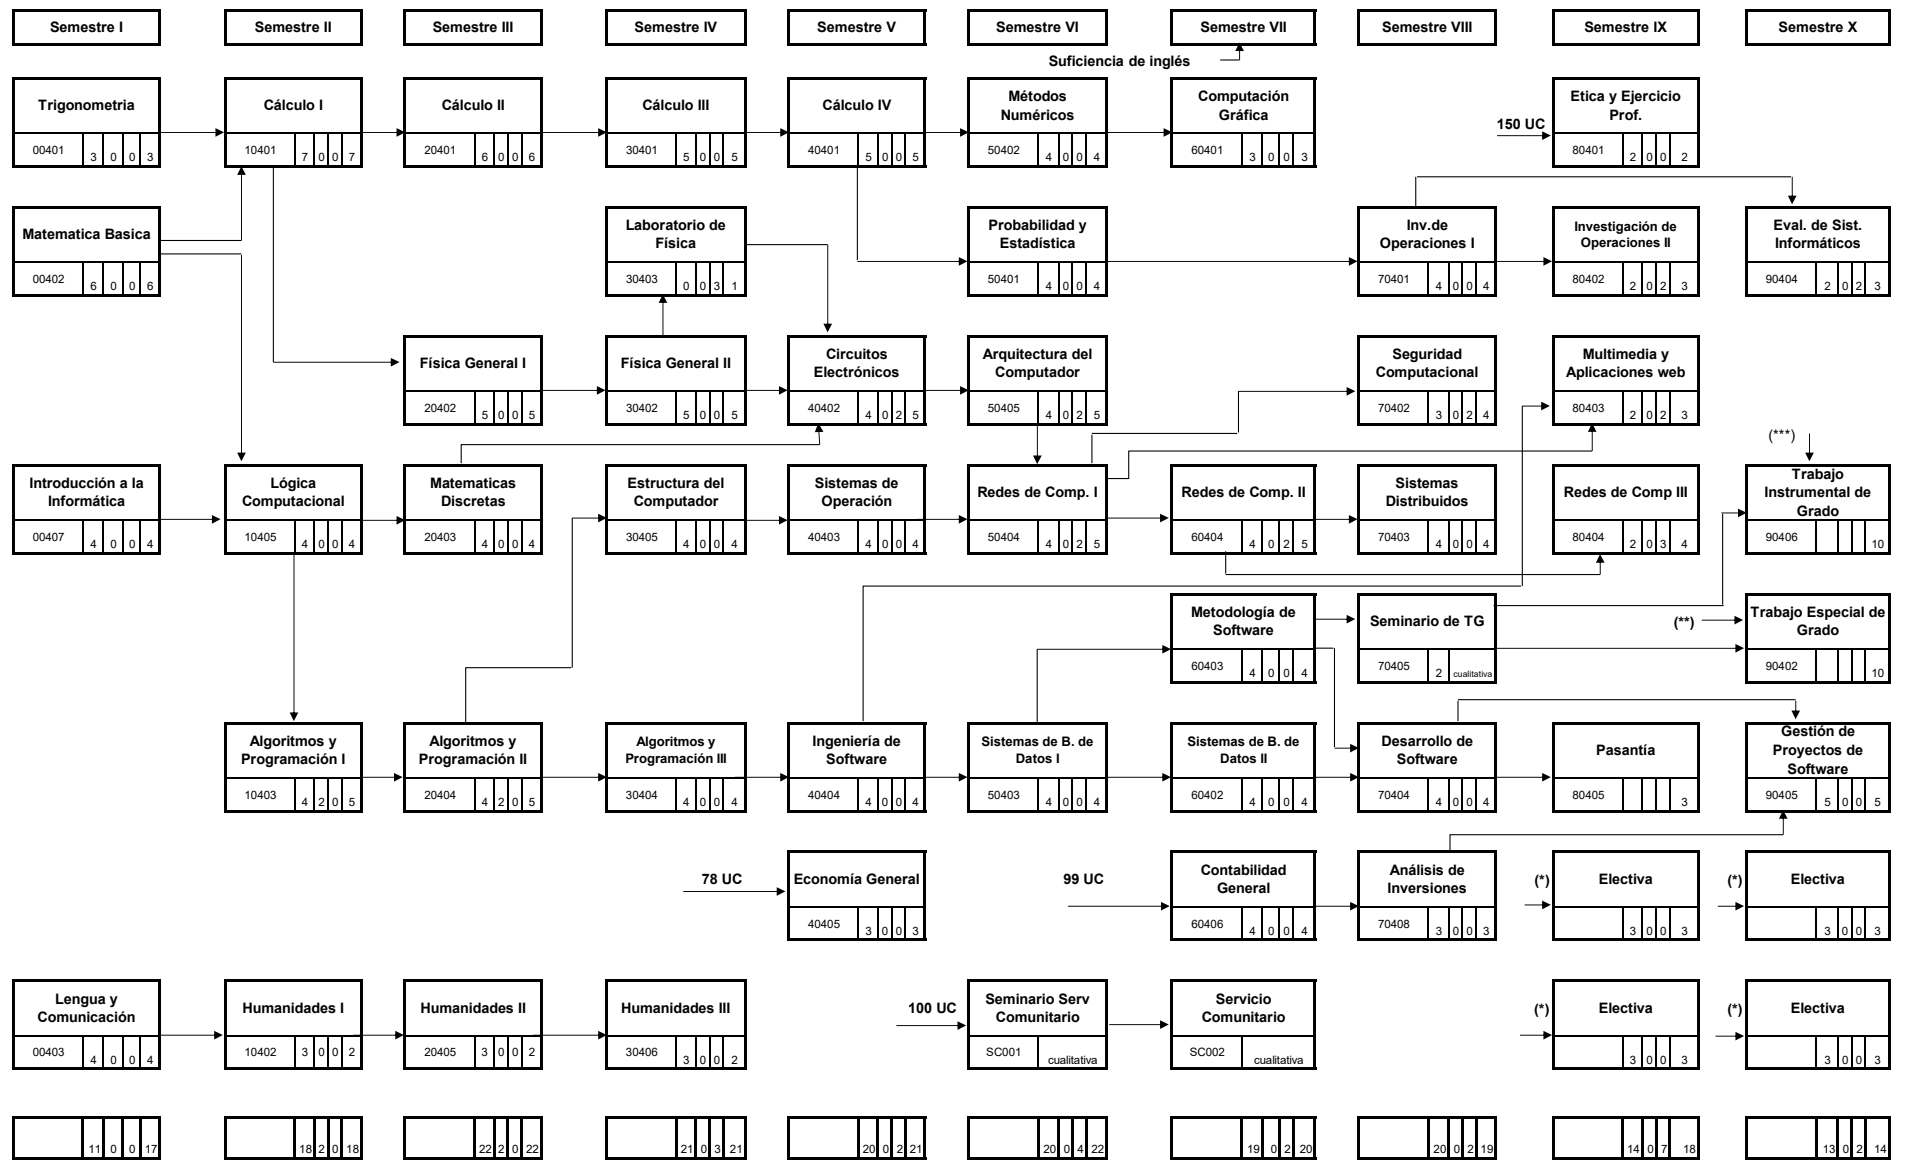 Semestre I
Semestre II
Semestre III
Semestre IV
Semestre V
Semestre VI
Semestre VII
Semestre VIII
Semestre IX
Semestre X
Suficiencia de inglés
Trigonometria
00401 3 0 0 3
Cálculo I
10401 7 0 0 7
Cálculo II
20401 6 0 0 6
Cálculo III
30401 5 0 0 5
Cálculo IV
40401 5 0 0 5
Métodos
Numéricos
50402 4 0 0 4
Computación
Gráfica
60401 3 0 0 3
150 UC
Etica y Ejercicio
Prof.
80401 2 0 0 2
Matematica Basica
00402 6 0 0 6
Laboratorio de
Física
30403 0 0 3 1
Probabilidad y
Estadística
50401 4 0 0 4
Inv.de
Operaciones I
70401 4 0 0 4
Investigación de
Operaciones II
80402 2 0 2 3
Eval. de Sist.
Informáticos
90404 2 0 2 3
Física General I
20402 5 0 0 5
Física General II
30402 5 0 0 5
Circuitos
Electrónicos
40402 4 0 2 5
Arquitectura del
Computador
50405 4 0 2 5
Seguridad
Computacional
70402 3 0 2 4
Multimedia y
Aplicaciones web
80403 2 0 2 3
(***)
Introducción a la
Informática
00407 4 0 0 4
Lógica
Computacional
10405 4 0 0 4
Matematicas
Discretas
20403 4 0 0 4
Estructura del
Computador
30405 4 0 0 4
Sistemas de
Operación
40403 4 0 0 4
Redes de Comp. I
50404 4 0 2 5
Redes de Comp. II
60404 4 0 2 5
Sistemas
Distribuidos
70403 4 0 0 4
Redes de Comp III
80404 2 0 3 4
Trabajo
Instrumental de
Grado
90406 10
Metodología de
Software
60403 4 0 0 4
Seminario de TG
70405 2 cualitativa
(**)
Trabajo Especial de
Grado
90402 10
Algoritmos y
Programación I
10403 4 2 0 5
Algoritmos y
Programación II
20404 4 2 0 5
Algoritmos y
Programación III
30404 4 0 0 4
Ingeniería de
Software
40404 4 0 0 4
Sistemas de B. de
Datos I
50403 4 0 0 4
Sistemas de B. de
Datos II
60402 4 0 0 4
Desarrollo de
Software
70404 4 0 0 4
Pasantía
80405 3
Gestión de
Proyectos de
Software
90405 5 0 0 5
78 UC
Economía General
40405 3 0 0 3
99 UC
Contabilidad
General
60406 4 0 0 4
Análisis de
Inversiones
70408 3 0 0 3
(*)
Electiva
3 0 0 3
(*)
Electiva
3 0 0 3
Lengua y
Comunicación
00403 4 0 0 4
Humanidades I
10402 3 0 0 2
Humanidades II
20405 3 0 0 2
Humanidades III
30406 3 0 0 2
100 UC
Seminario Serv
Comunitario
SC001 cualitativa
Servicio
Comunitario
SC002 cualitativa
(*)
Electiva
3 0 0 3
(*)
Electiva
3 0 0 3
11 0 0 17
18 2 0 18
22 2 0 22
21 0 3 21
20 0 2 21
20 0 4 22
19 0 2 20
20 0 2 19
14 0 7 18
13 0 2 14